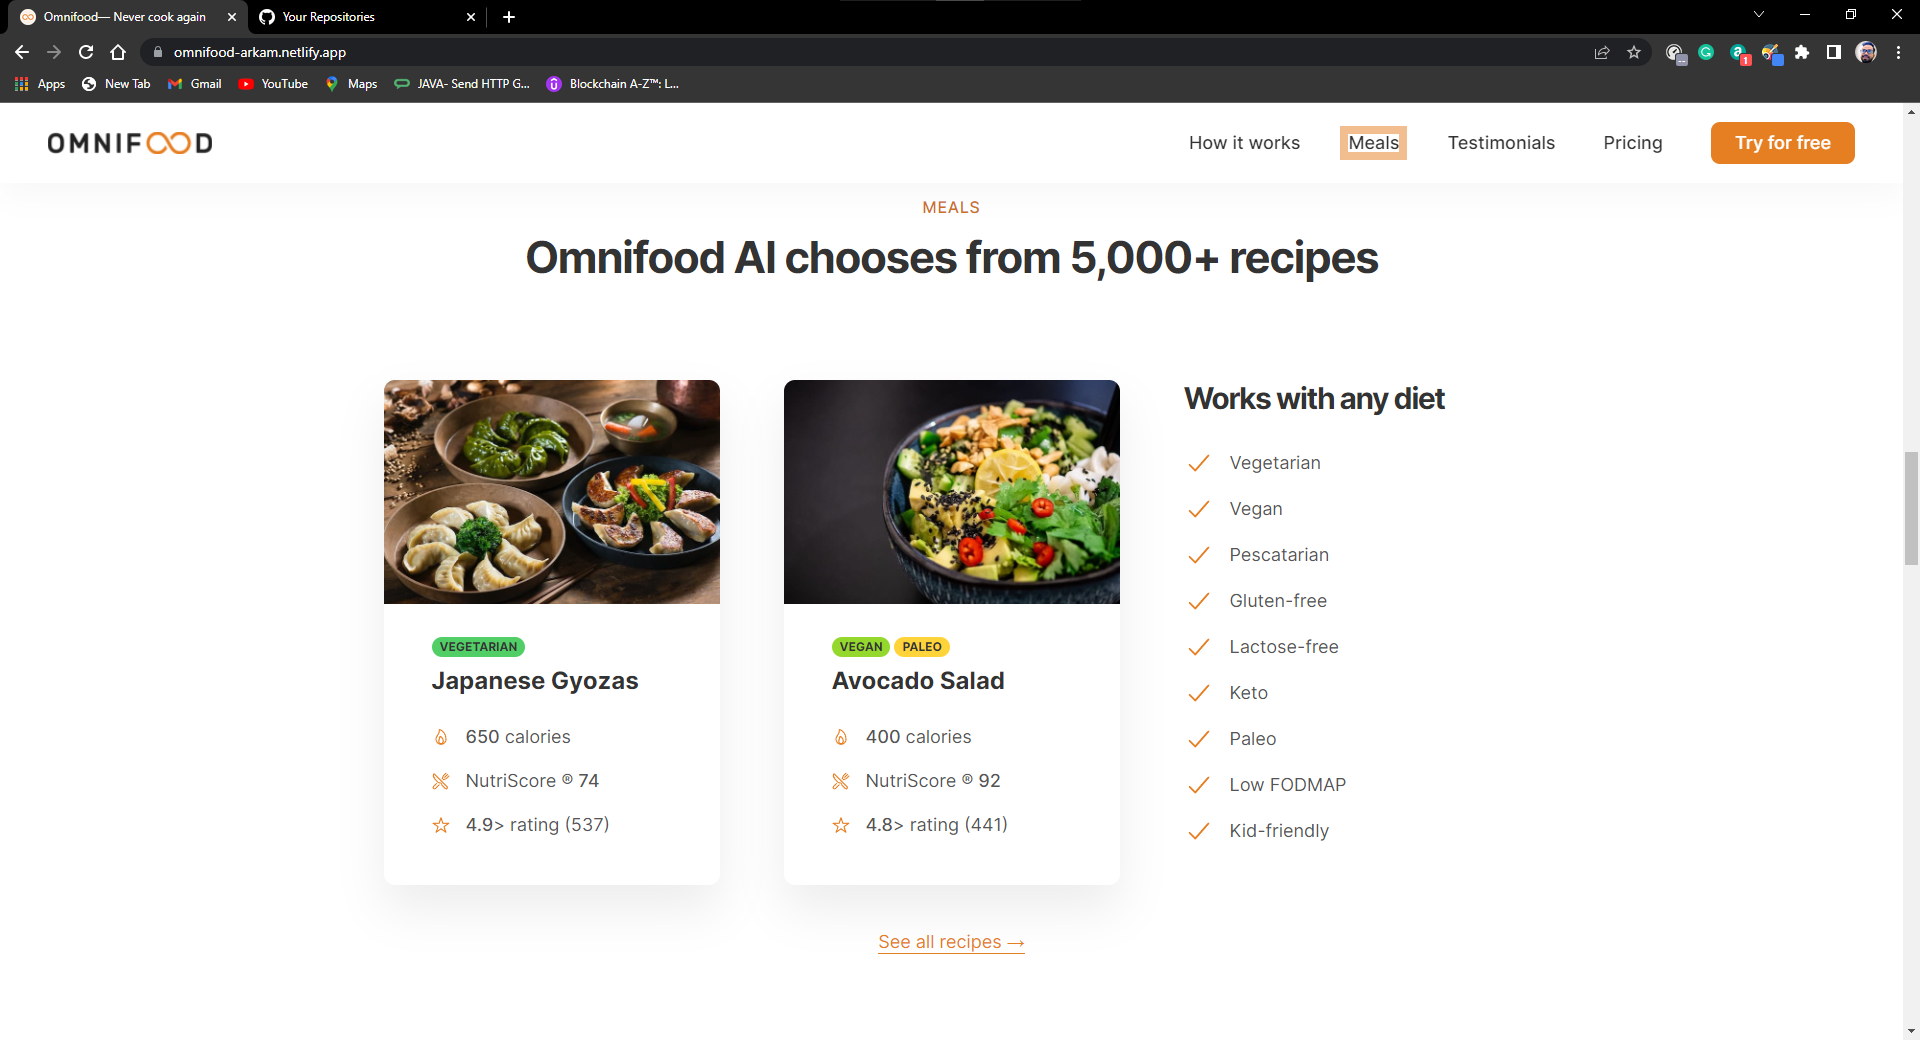 Omnifood— Never cook again
Your Repositories
omnifood-arkam.netlify.app
1
Apps
New Tab
Gmail
YouTube
Maps
JAVA- Send HTTP G...
Blockchain A-Z™: L...
OMNIFOOD
How it works
Meals
Testimonials
Pricing
Try for free
MEALS
Omnifood AI chooses from 5,000+ recipes
VEGETARIAN
Japanese Gyozas
650 calories
NutriScore ® 74
4.9> rating (537)
VEGAN PALEO
Avocado Salad
400 calories
NutriScore ® 92
4.8> rating (441)
Works with any diet
Vegetarian
Vegan
Pescatarian
Gluten-free
Lactose-free
Keto
Paleo
Low FODMAP
Kid-friendly
See all recipes →